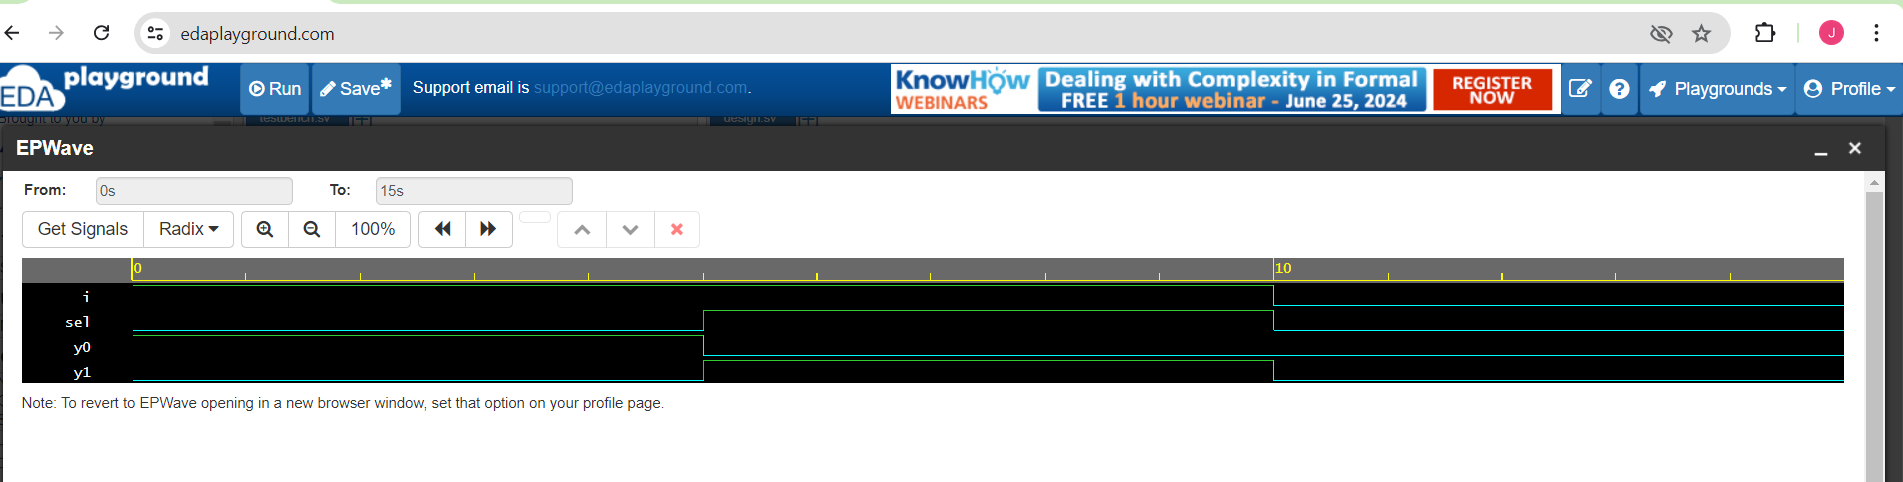 edaplayground.com
J
EDA playground
Run
Save*
Support email is support@edaplayground.com.
KnowHow WEBINARS
Dealing with Complexity in Formal
FREE 1 hour webinar - June 25, 2024
REGISTER NOW
Playgrounds
Profile
Brought to you by
testbench.sv
design.sv
EPWave
From: 0s To: 15s
Get Signals Radix 100%
0 10
i
sel
y0
y1
Note: To revert to EPWave opening in a new browser window, set that option on your profile page.